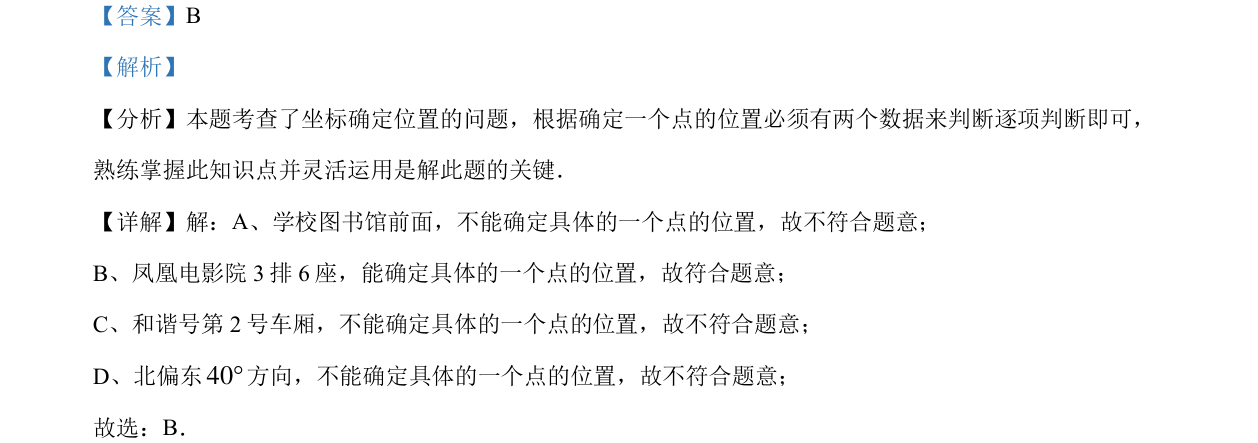 【答案】B
【解析】
【分析】本题考查了坐标确定位置的问题，根据确定一个点的位置必须有两个数据来判断逐项判断即可，
熟练掌握此知识点并灵活运用是解此题的关键．
【详解】解：A、学校图书馆前面，不能确定具体的一个点的位置，故不符合题意；
B、凤凰电影院 3 排 6 座，能确定具体的一个点的位置，故符合题意；
C、和谐号第 2 号车厢，不能确定具体的一个点的位置，故不符合题意；
D、北偏东 40° 方向，不能确定具体的一个点的位置，故不符合题意；
故选：B．